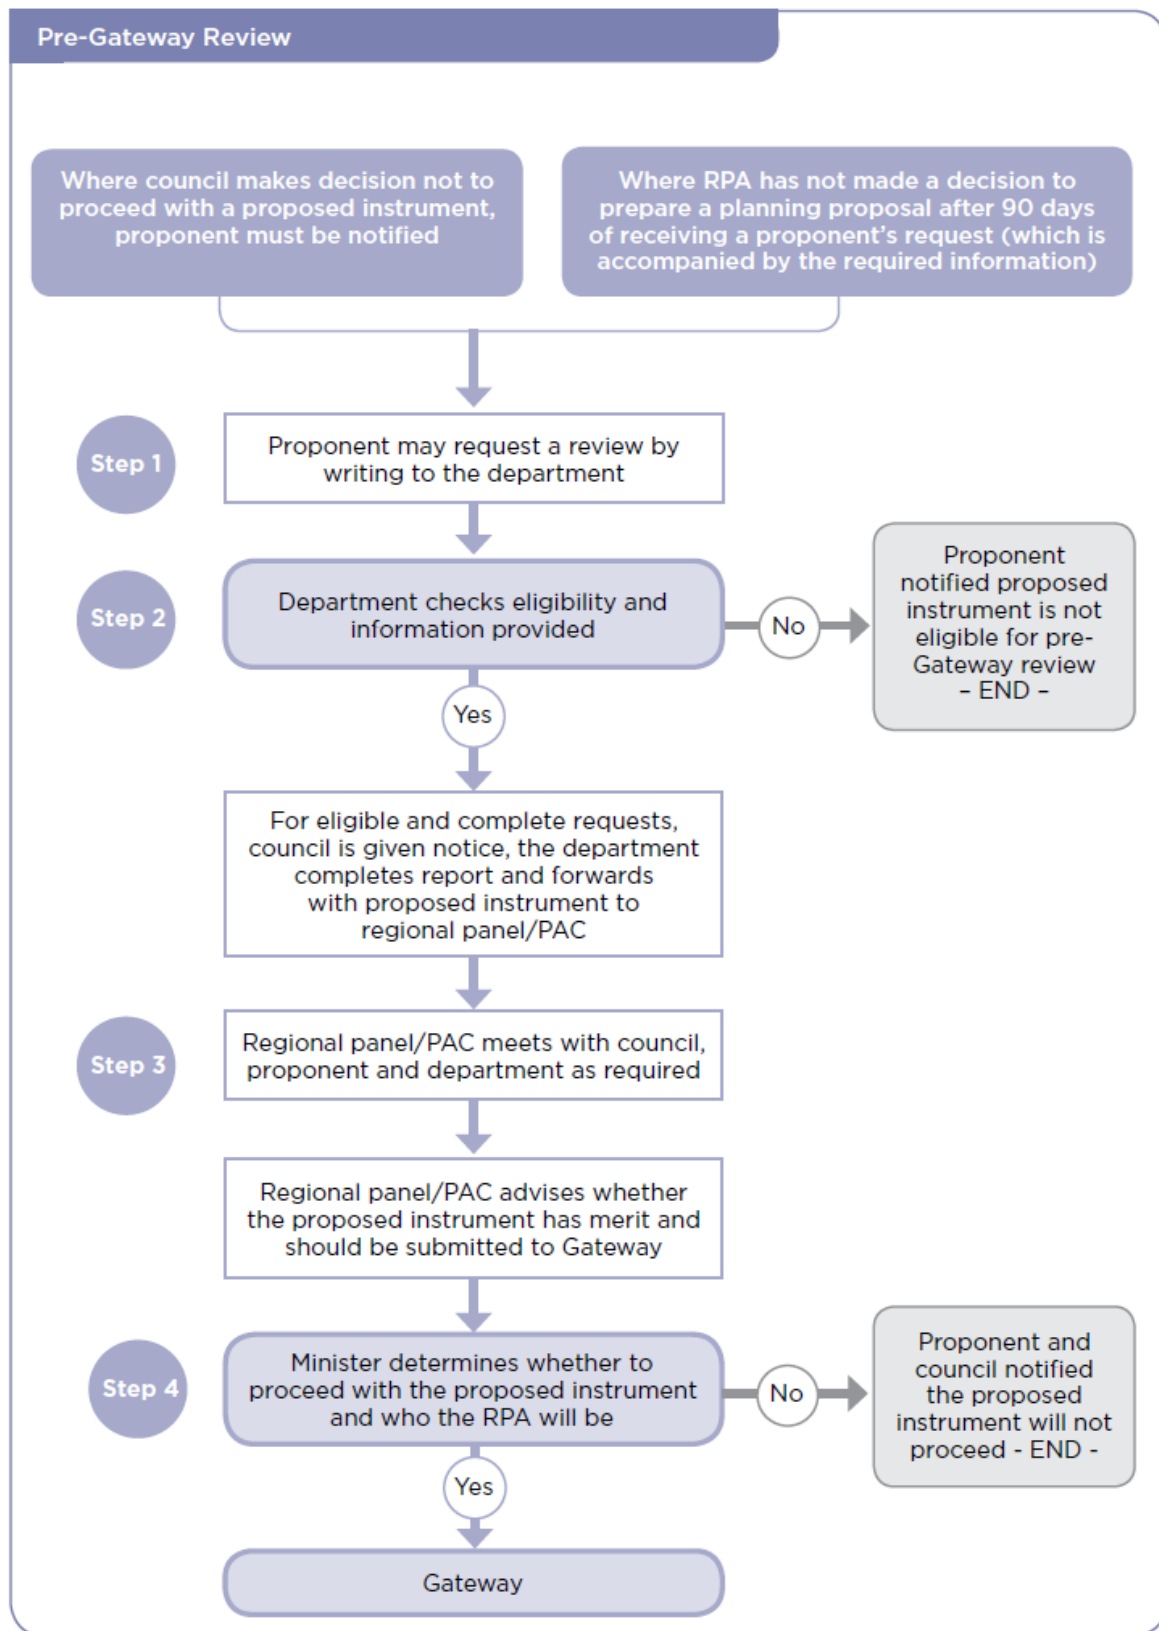 Pre-Gateway Review
Where council makes decision not to
proceed with a proposed instrument,
proponent must be notified
Where RPA has not made a decision to
prepare a planning proposal after 90 days
of receiving a proponent's request (which is
accompanied by the required information)
Step 1
Proponent may request a review by
writing to the department
Step 2
Department checks eligibility and
information provided
No
Proponent
notified proposed
instrument is not
eligible for pre-
Gateway review
– END –
Yes
For eligible and complete requests,
council is given notice, the department
completes report and forwards
with proposed instrument to
regional panel/PAC
Step 3
Regional panel/PAC meets with council,
proponent and department as required
Regional panel/PAC advises whether
the proposed instrument has merit and
should be submitted to Gateway
Step 4
Minister determines whether to
proceed with the proposed instrument
and who the RPA will be
No
Proponent and
council notified
the proposed
instrument will not
proceed - END -
Yes
Gateway